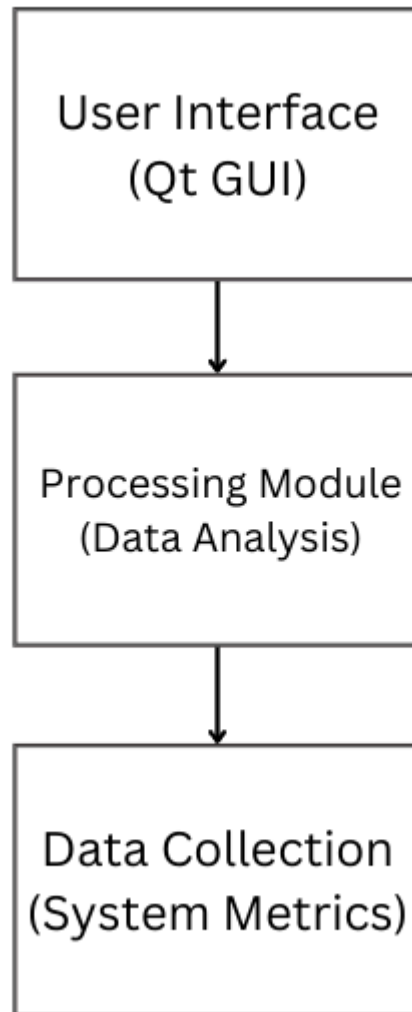 User Interface
(Qt GUI)
Processing Module
(Data Analysis)
Data Collection
(System Metrics)